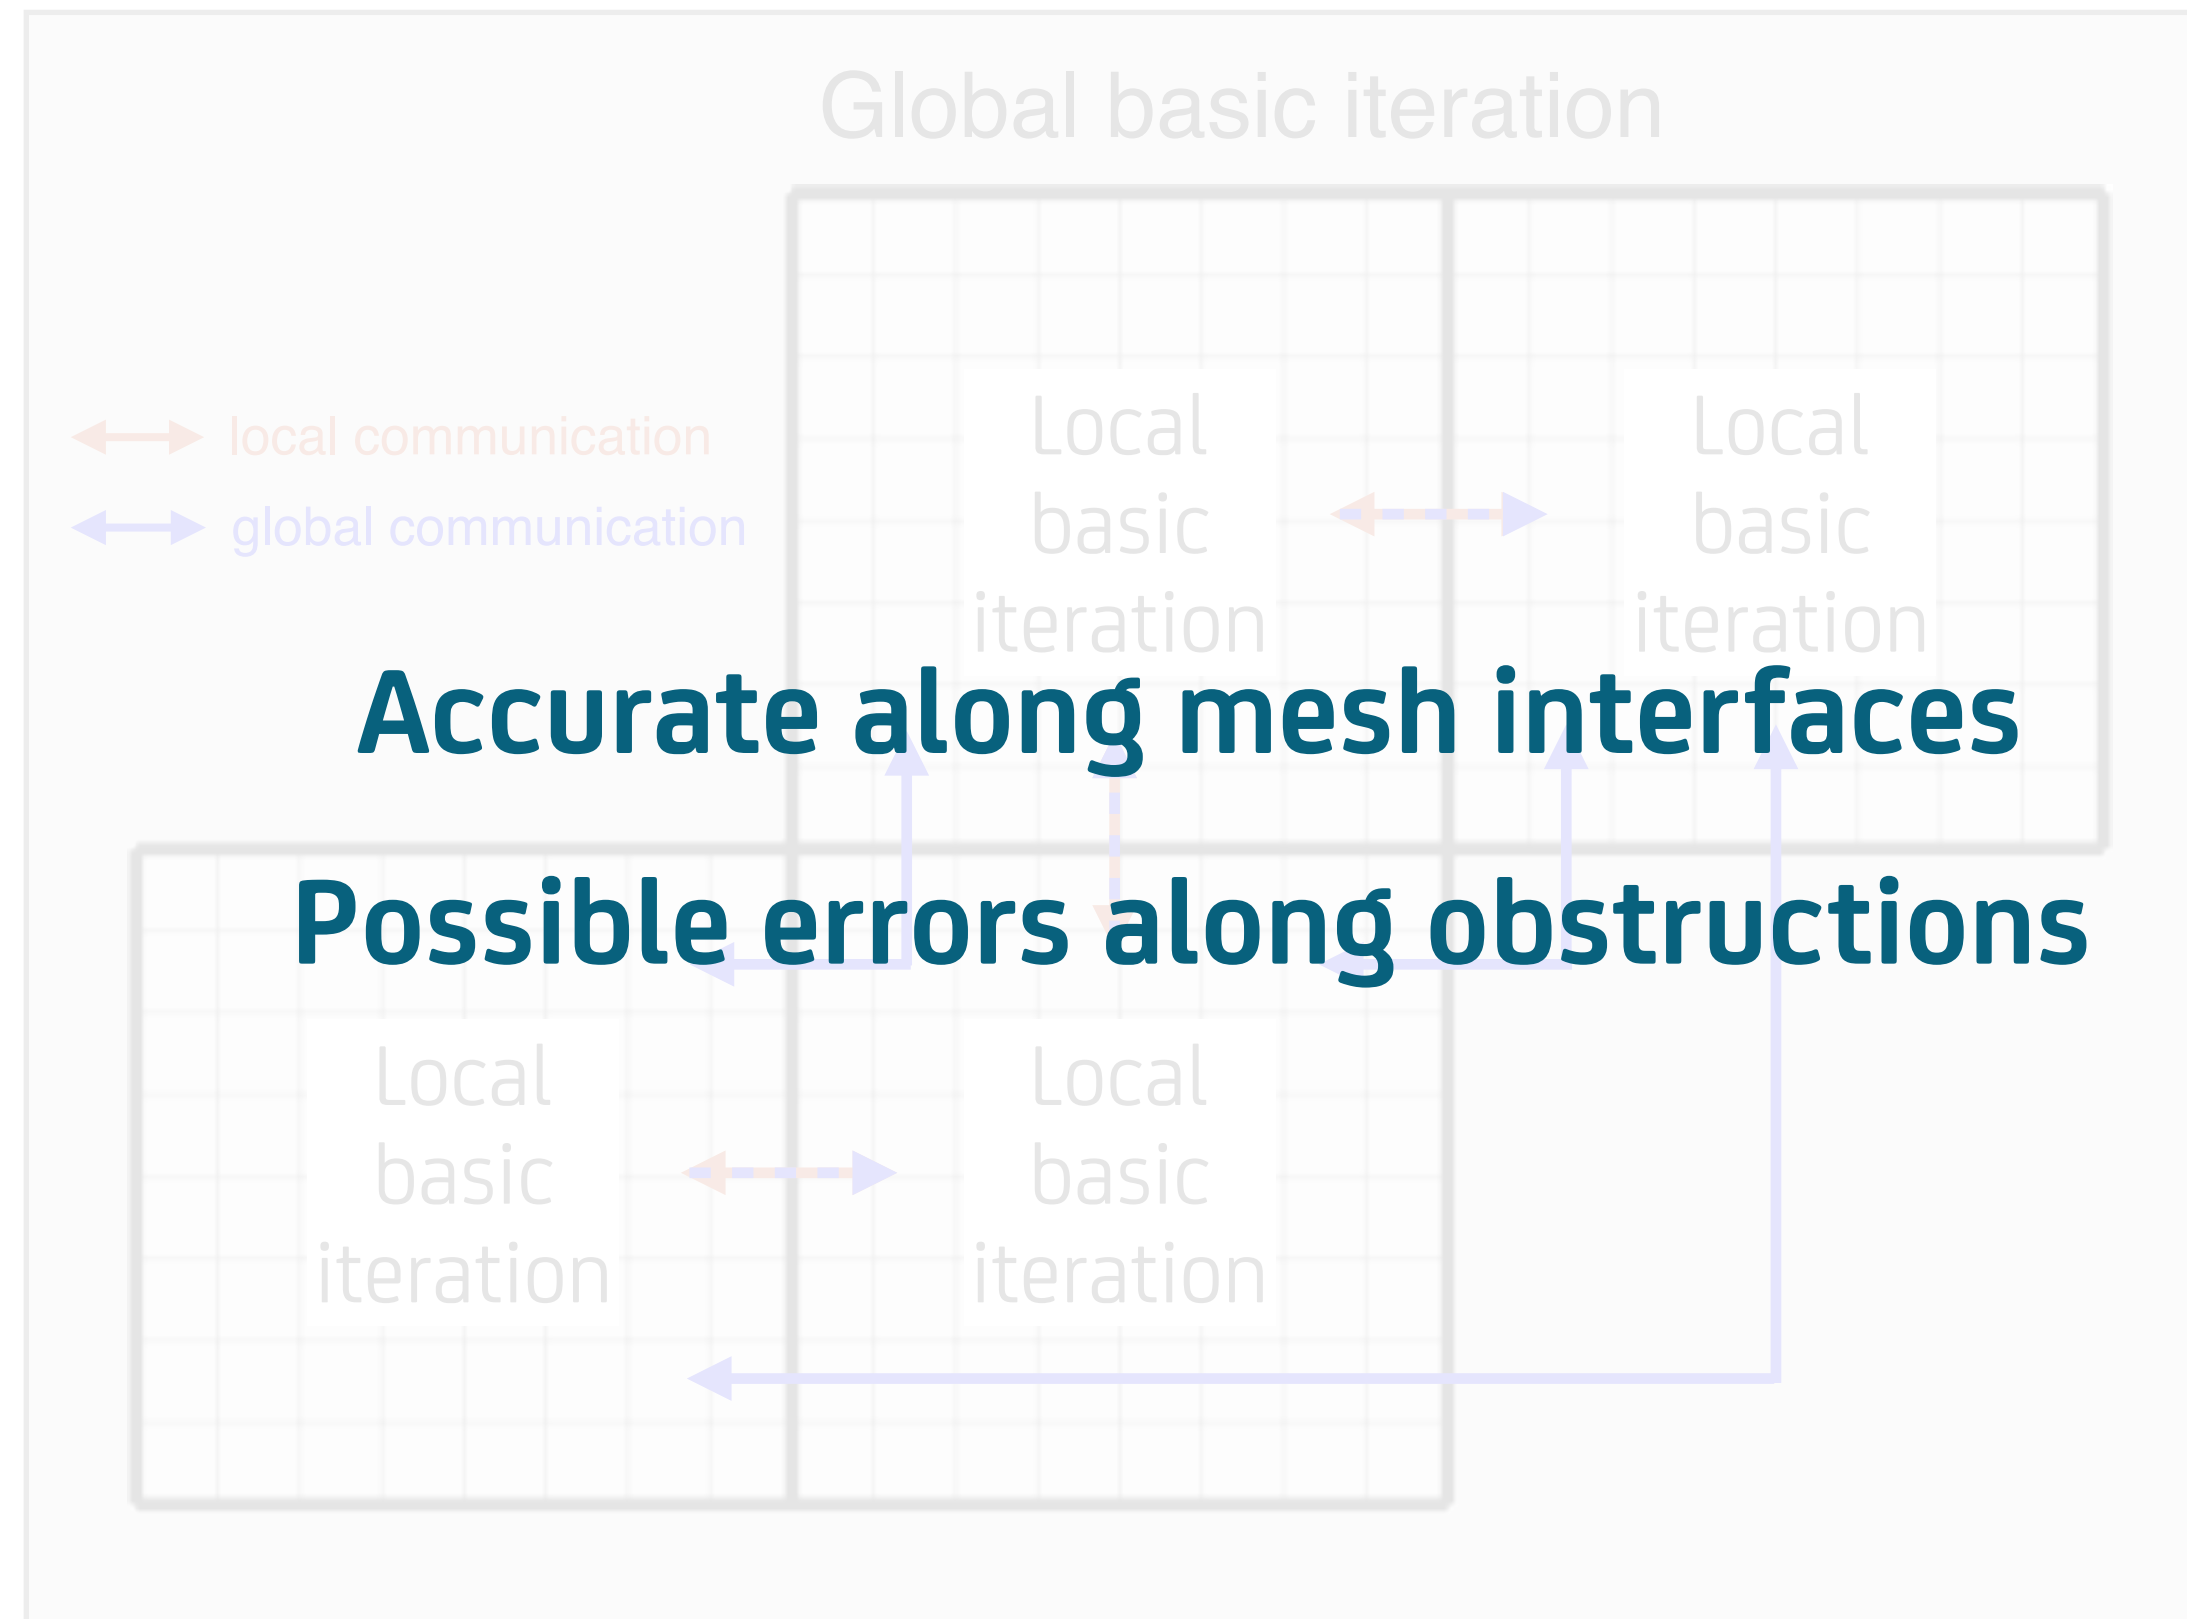 Global basic iteration
local communication
global communication
Local
basic
iteration
Local
basic
iteration
Accurate along mesh interfaces
Possible errors along obstructions
Local
basic
iteration
Local
basic
iteration